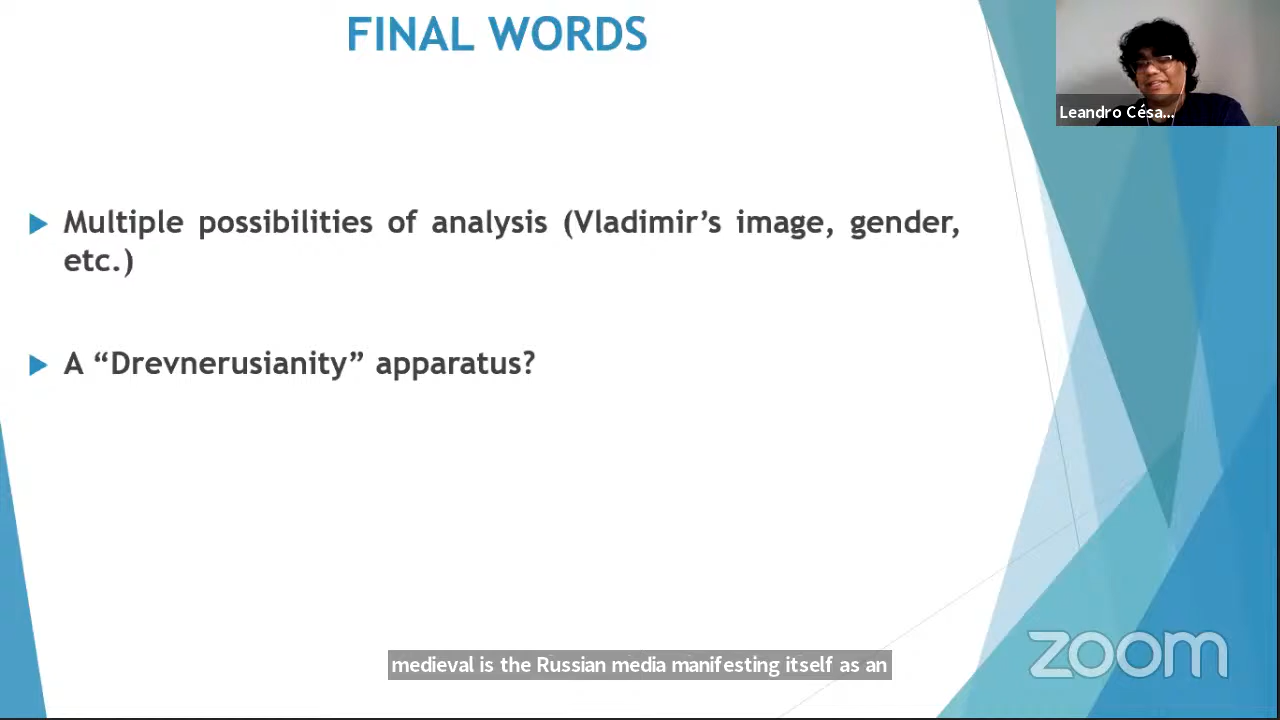 FINAL WORDS
Leandro Césa...
Multiple possibilities of analysis (Vladimir’s image, gender,
etc.)
A “Drevnerusianity” apparatus?
medieval is the Russian media manifesting itself as an
zoom